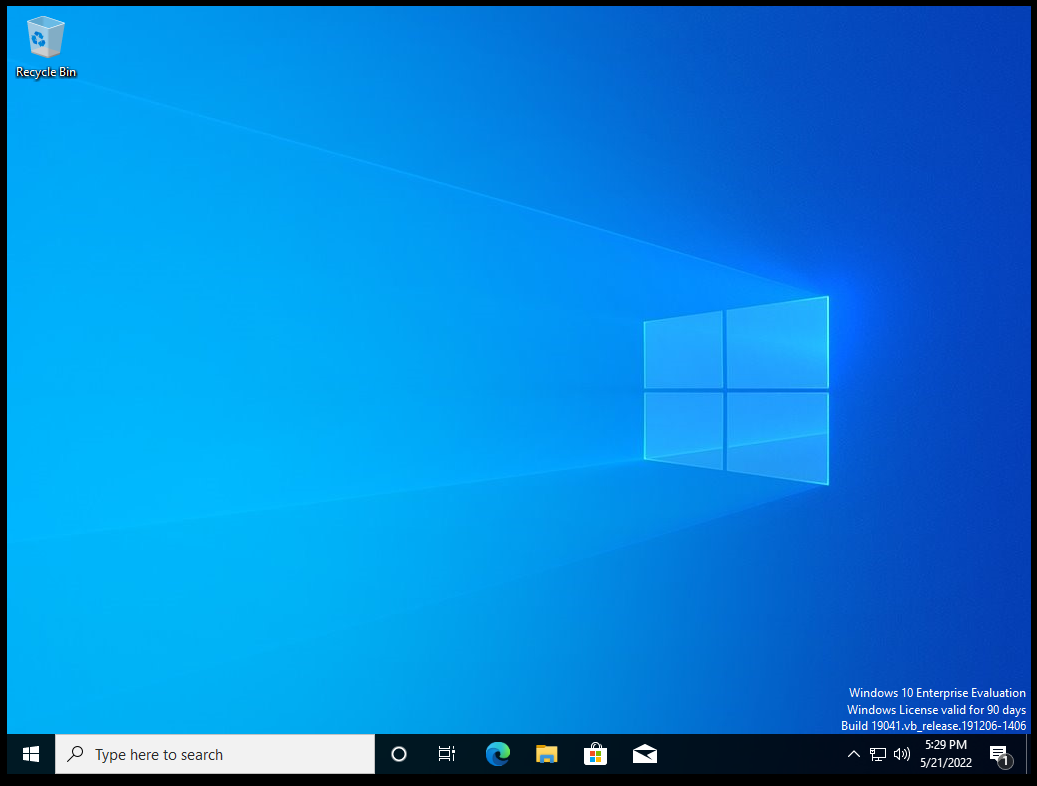 Recycle Bin
Windows 10 Enterprise Evaluation
Windows License valid for 90 days
Build 19041.vb_release.191206-1406
Type here to search
5:29 PM
5/21/2022
1